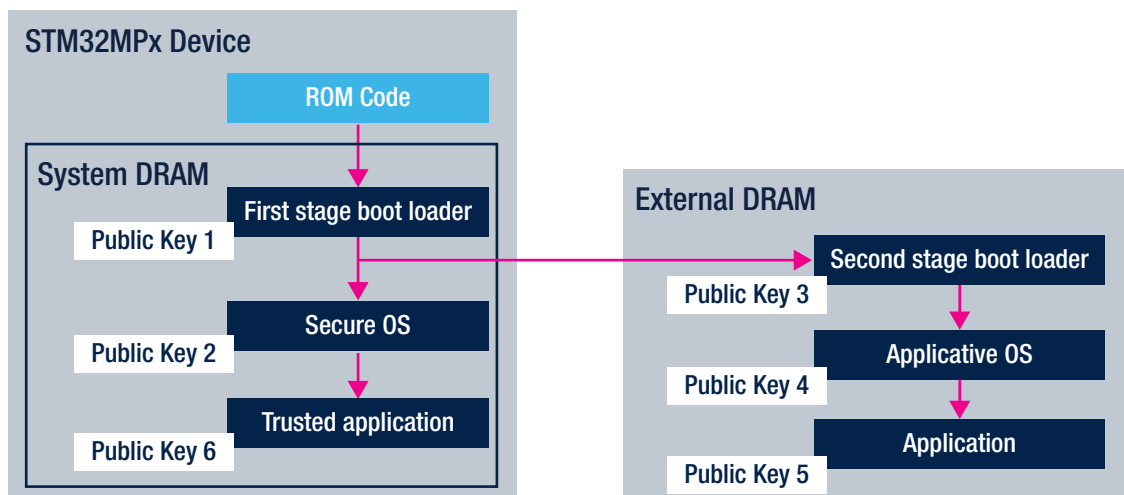 STM32MPx Device
ROM Code
System DRAM
First stage boot loader
Public Key 1
Secure OS
Public Key 2
Trusted application
Public Key 6
External DRAM
Second stage boot loader
Public Key 3
Applicative OS
Public Key 4
Application
Public Key 5